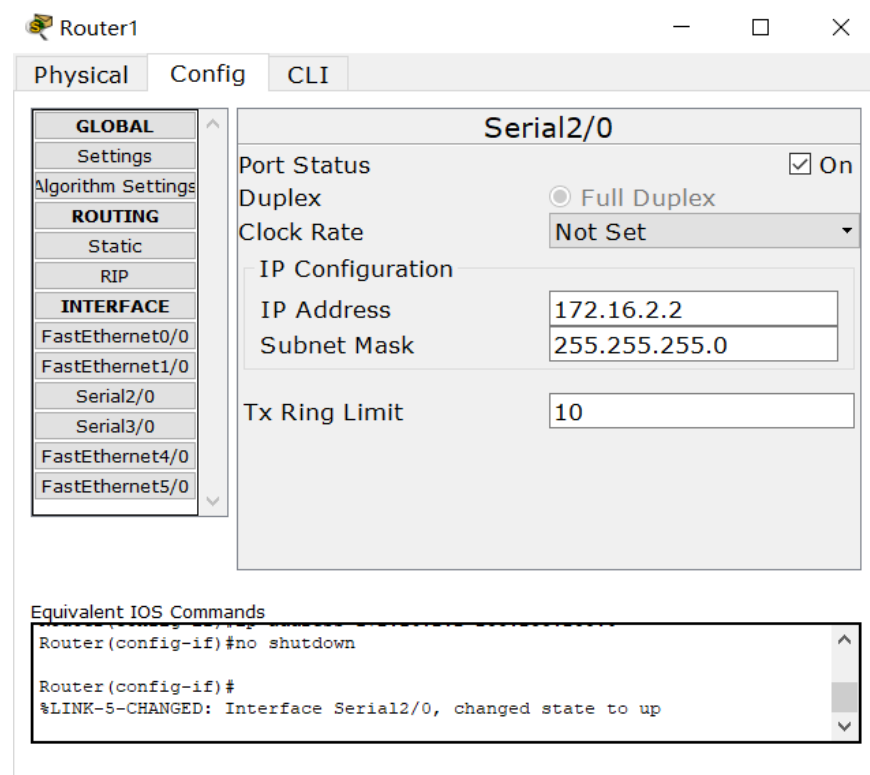 Router1
Physical Config CLI
GLOBAL
Settings
Algorithm Settings
ROUTING
Static
RIP
INTERFACE
FastEthernet0/0
FastEthernet1/0
Serial2/0
Serial3/0
FastEthernet4/0
FastEthernet5/0
Serial2/0
Port Status On
Duplex Full Duplex
Clock Rate Not Set
IP Configuration
IP Address 172.16.2.2
Subnet Mask 255.255.255.0
Tx Ring Limit 10
Equivalent IOS Commands
Router(config-if)#no shutdown
Router(config-if)#
%LINK-5-CHANGED: Interface Serial2/0, changed state to up